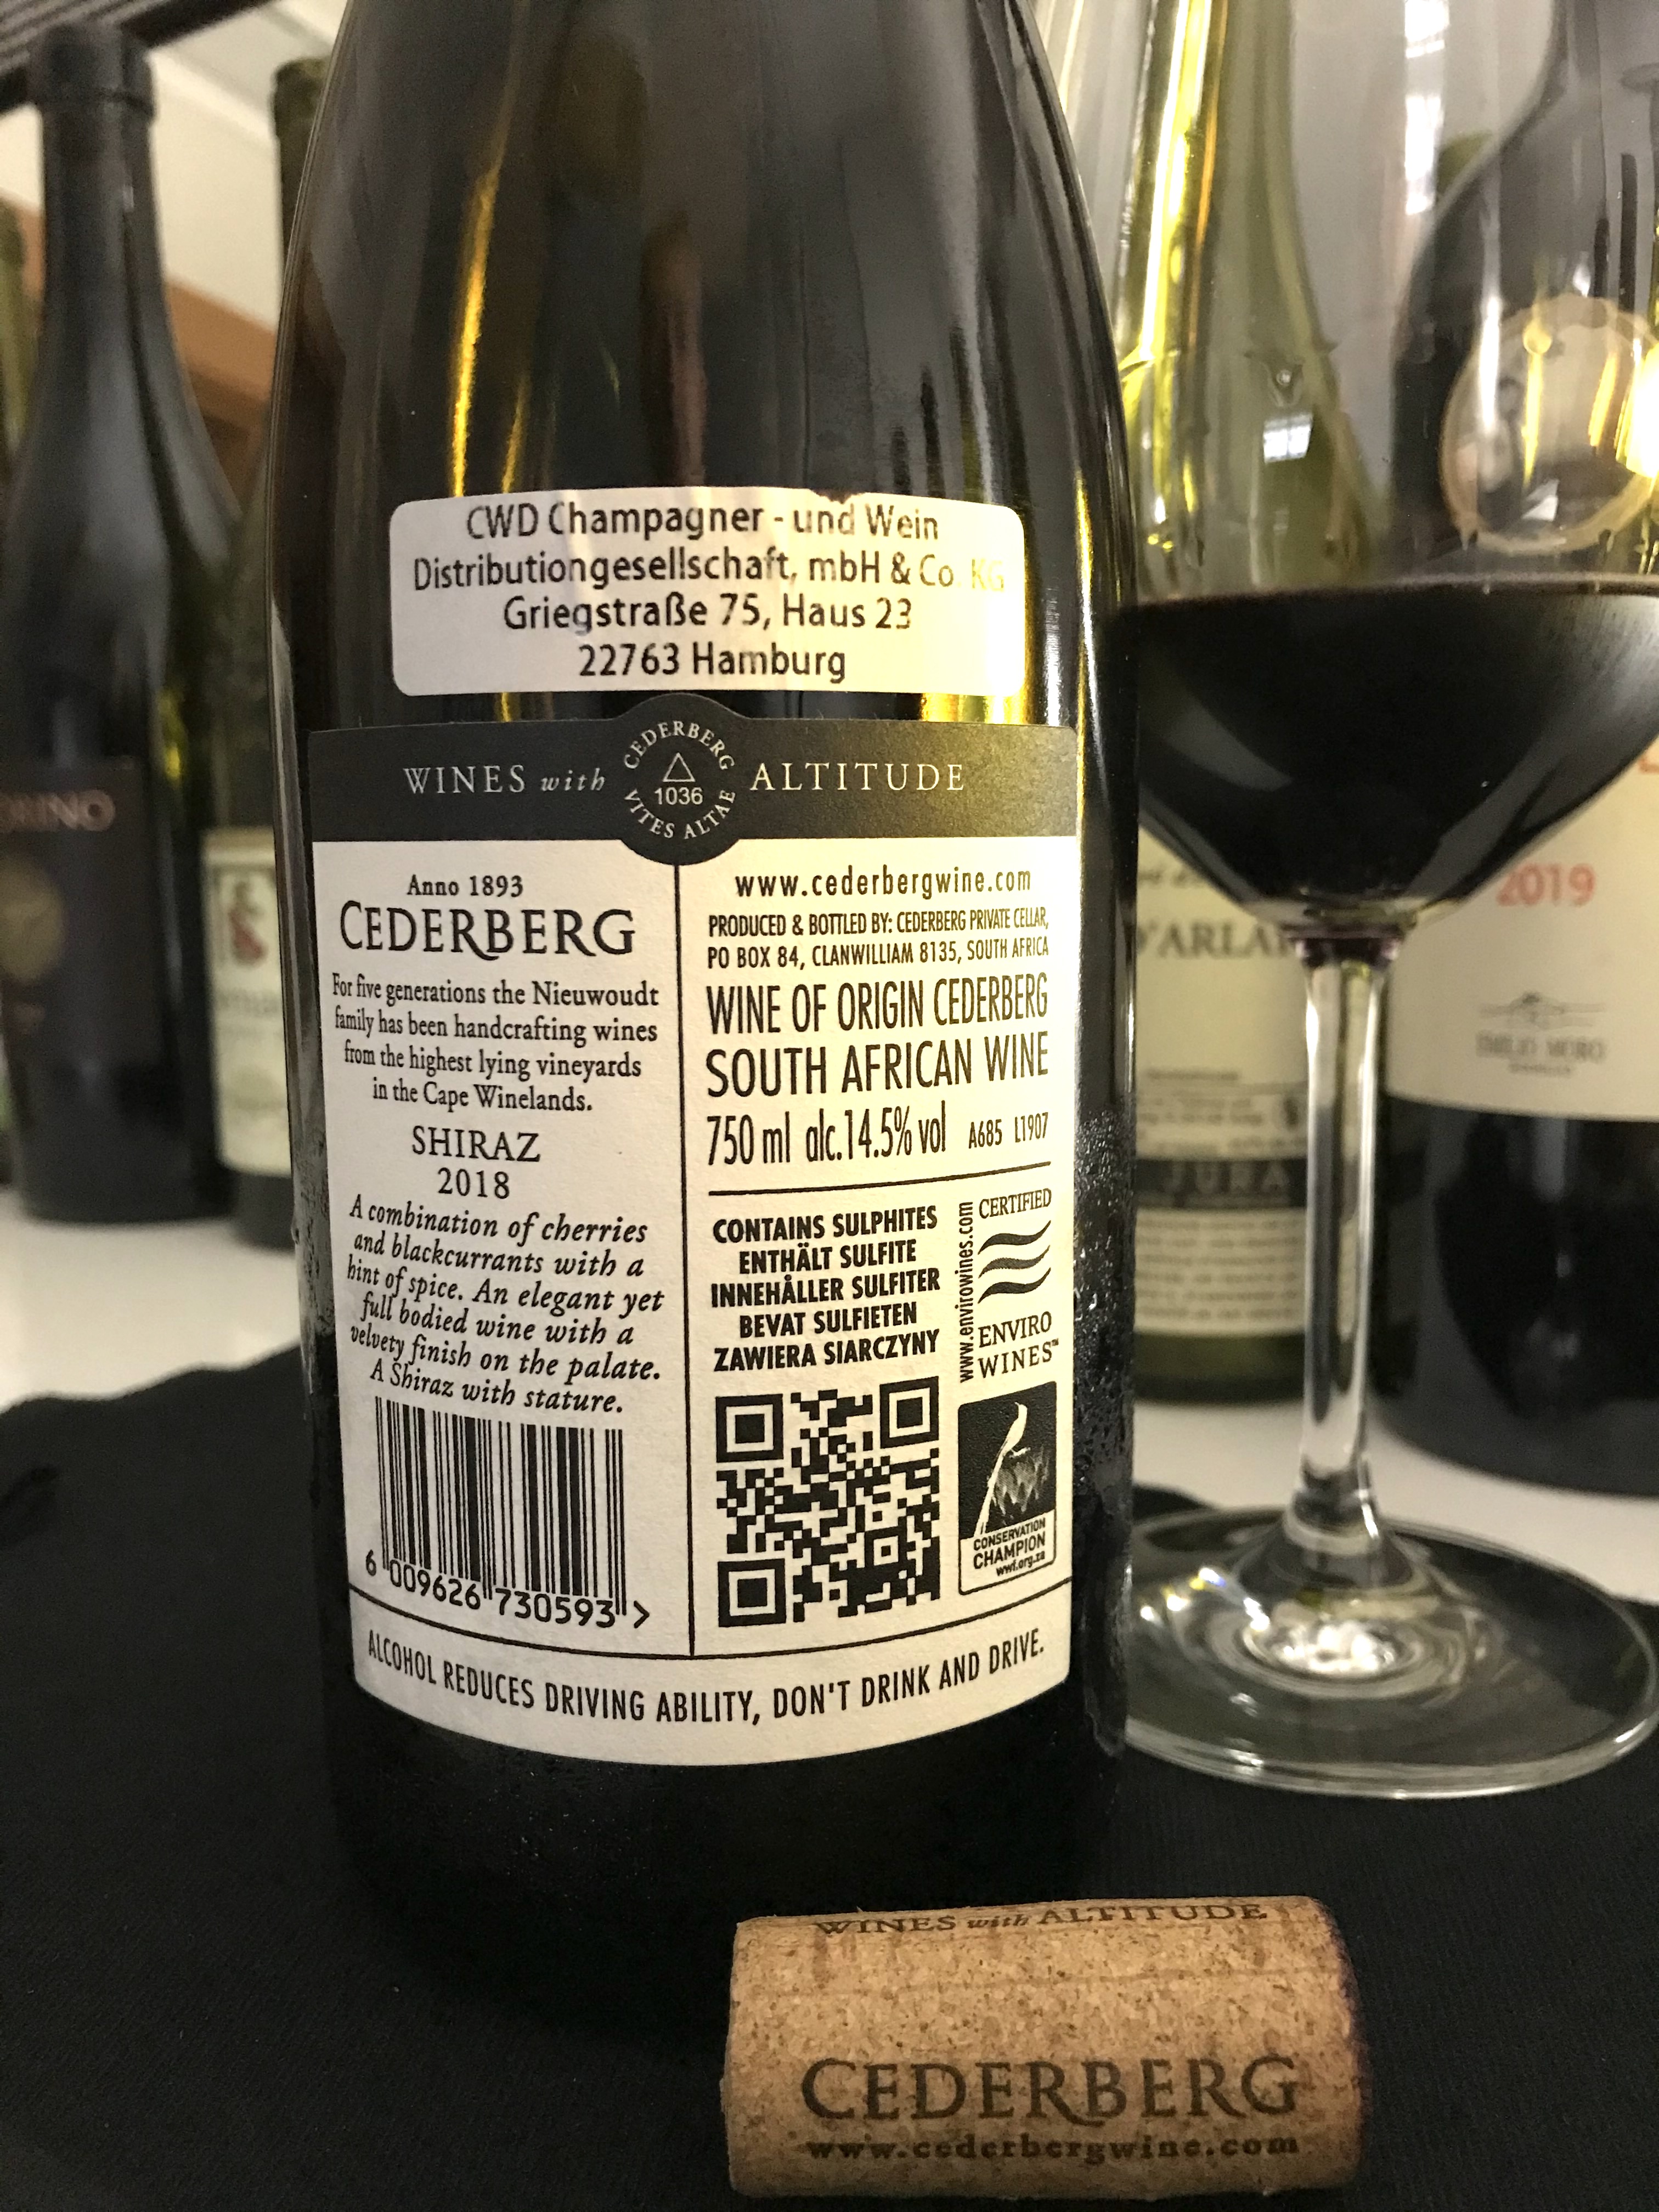 CWD Champagner - und Wein
Distributiongesellschaft, mbH & Co. KG
Griegstraße 75, Haus 23
22763 Hamburg
WINES with ALTITUDE
CEDERBERG
1036
VITES ALTAE
Anno 1893
CEDERBERG
For five generations the Nieuwoudt
family has been handcrafting wines
from the highest lying vineyards
in the Cape Winelands.
SHIRAZ
2018
A combination of cherries
and blackcurrants with a
hint of spice. An elegant yet
full bodied wine with a
velvety finish on the palate.
A Shiraz with stature.
6 009626 730593 >
www.cederbergwine.com
PRODUCED & BOTTLED BY: CEDERBERG PRIVATE CELLAR,
PO BOX 84, CLANWILLIAM 8135, SOUTH AFRICA
WINE OF ORIGIN CEDERBERG
SOUTH AFRICAN WINE
750 ml alc.14.5% vol A685 L1907
CONTAINS SULPHITES
ENTHÄLT SULFITE
INNEHÅLLER SULFITER
BEVAT SULFIETEN
ZAWIERA SIARCZYNY
www.envirowines.com
CERTIFIED
ENVIRO
WINES™
CONSERVATION
CHAMPION
wwf.org.za
ALCOHOL REDUCES DRIVING ABILITY, DON'T DRINK AND DRIVE.
2019
EMILIO MORO
JURA
WINES with ALTITUDE
CEDERBERG
www.cederbergwine.com